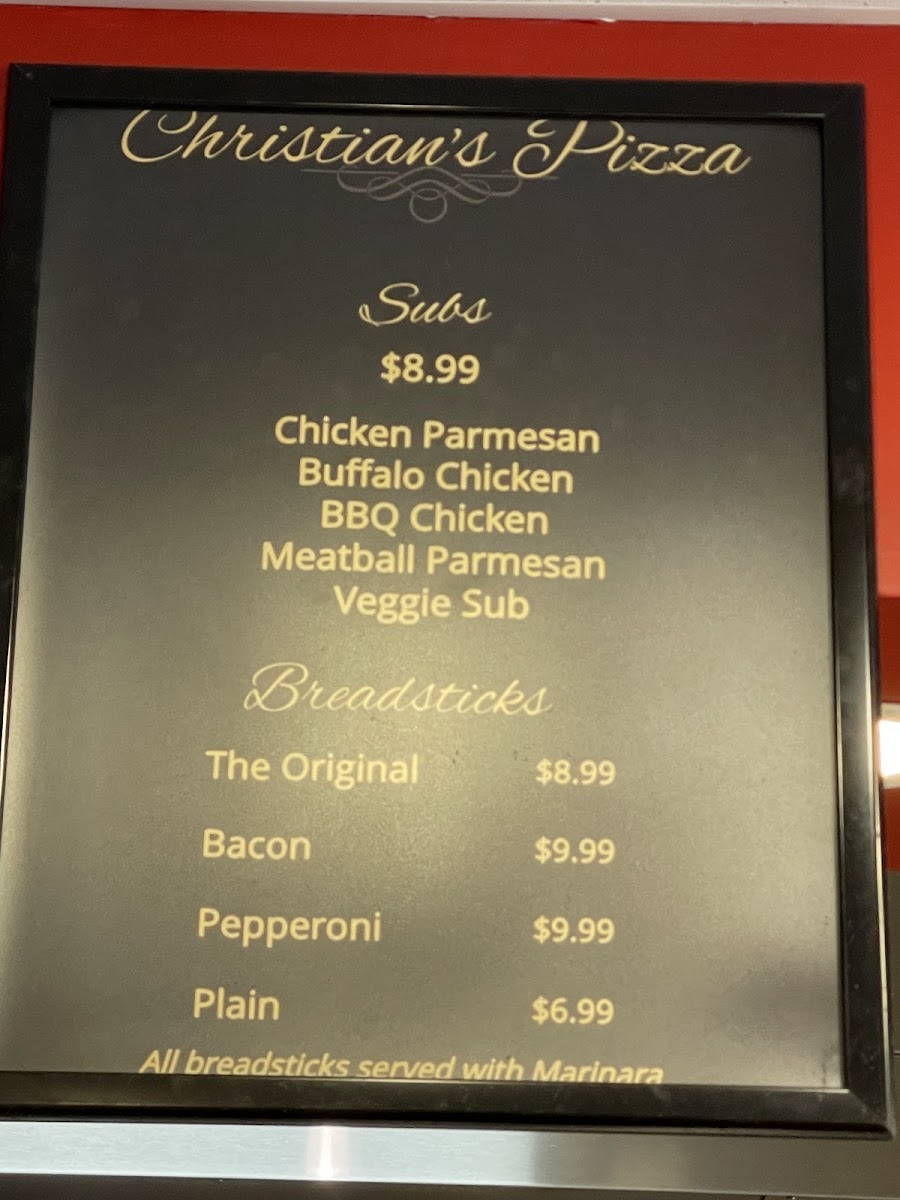 Christian's Pizza
Subs
$8.99
Chicken Parmesan
Buffalo Chicken
BBQ Chicken
Meatball Parmesan
Veggie Sub
Breadsticks
The Original $8.99
Bacon $9.99
Pepperoni $9.99
Plain $6.99
All breadsticks served with Marinara